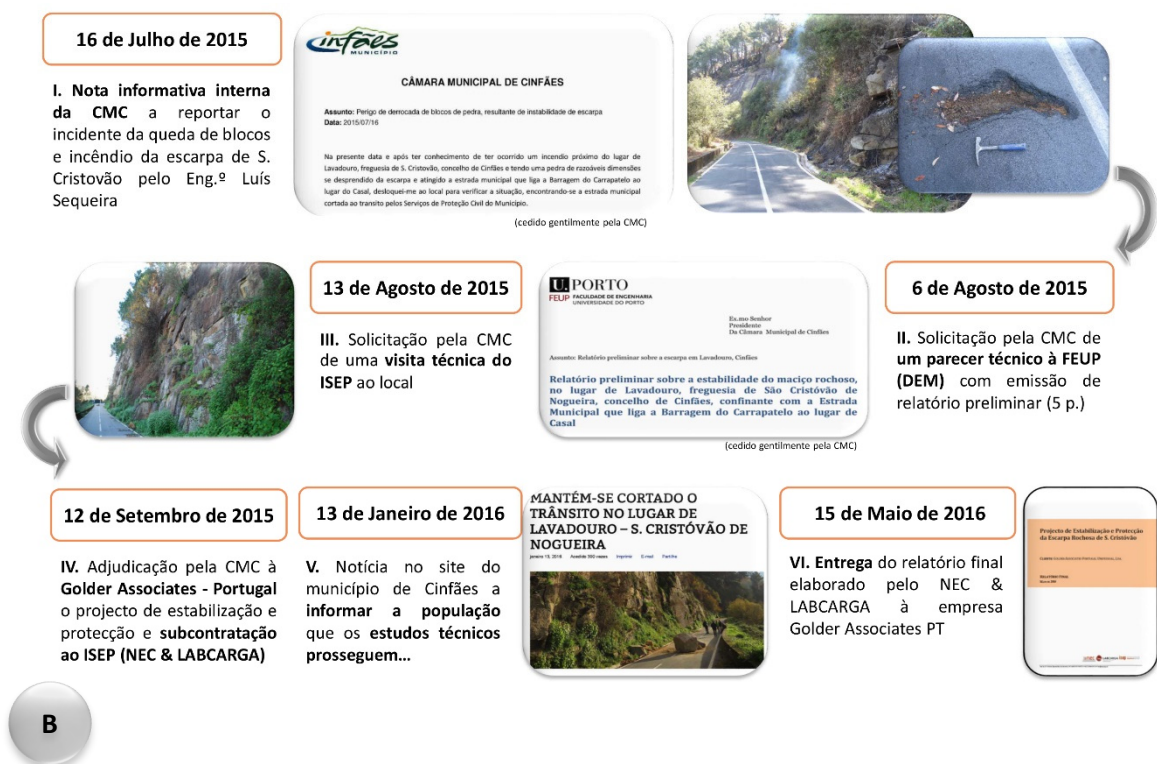 16 de Julho de 2015
I. Nota informativa interna
da CMC a reportar o
incidente da queda de blocos
e incêndio da escarpa de S.
Cristovão pelo Eng.º Luís
Sequeira
Cinfães
MUNICÍPIO
CÂMARA MUNICIPAL DE CINFÃES
Assunto: Perigo de derrocada de blocos de pedra, resultante de instabilidade de escarpa
Data: 2015/07/16
Na presente data e após ter conhecimento de ter ocorrido um incendio próximo do lugar de
Lavadouro, freguesia de S. Cristovão, concelho de Cinfães e tendo uma pedra de razoáveis dimensões
se desprendido da escarpa e atingido a estrada municipal que liga a Barragem do Carrapatelo ao
lugar do Casal, desloquei-me ao local para verificar a situação, encontrando-se a estrada municipal
cortada ao transito pelos Serviços de Proteção Civil do Município.
(cedido gentilmente pela CMC)
6 de Agosto de 2015
II. Solicitação pela CMC de
um parecer técnico à FEUP
(DEM) com emissão de
relatório preliminar (5 p.)
U. PORTO
FEUP FACULDADE DE ENGENHARIA
UNIVERSIDADE DO PORTO
Ex.mo Senhor
Presidente
Da Câmara Municipal de Cinfães
Assunto: Relatório preliminar sobre a escarpa em Lavadouro, Cinfães
Relatório preliminar sobre a estabilidade do maciço rochoso,
no lugar de Lavadouro, freguesia de São Cristóvão de
Nogueira, concelho de Cinfães, confinante com a Estrada
Municipal que liga a Barragem do Carrapatelo ao lugar de
Casal
(cedido gentilmente pela CMC)
13 de Agosto de 2015
III. Solicitação pela CMC
de uma visita técnica do
ISEP ao local
12 de Setembro de 2015
IV. Adjudicação pela CMC à
Golder Associates - Portugal
o projecto de estabilização e
protecção e subcontratação
ao ISEP (NEC & LABCARGA)
13 de Janeiro de 2016
V. Notícia no site do
município de Cinfães a
informar a população
que os estudos técnicos
prosseguem...
MANTÉM-SE CORTADO O
TRÂNSITO NO LUGAR DE
LAVADOURO – S. CRISTÓVÃO DE
NOGUEIRA
Imprimir E-mail Partilha
15 de Maio de 2016
VI. Entrega do relatório final
elaborado pelo NEC &
LABCARGA à empresa
Golder Associates PT
Projecto de Estabilização e Protecção
da Escarpa Rochosa de S. Cristóvão
B